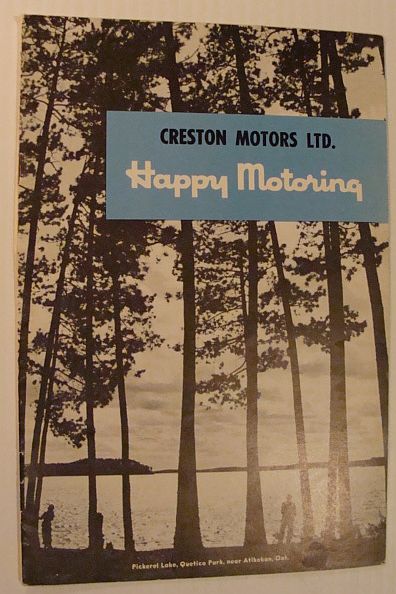 CRESTON MOTORS LTD.
Happy Motoring
Pickerel Lake, Quetico Park, near Atikokan, Ont.